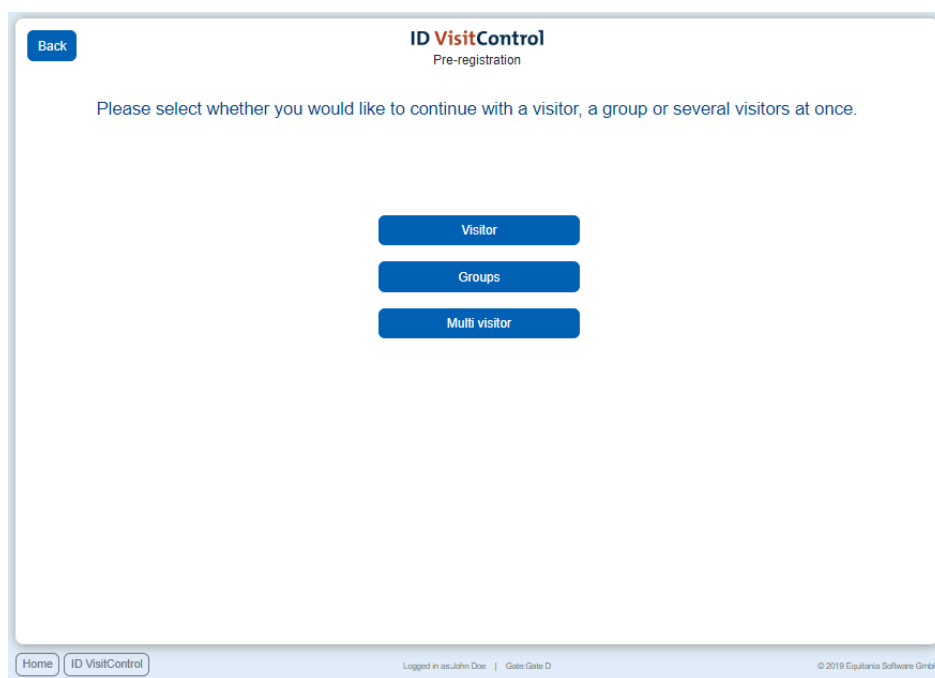 Back
ID VisitControl
Pre-registration
Please select whether you would like to continue with a visitor, a group or several visitors at once.
Visitor
Groups
Multi visitor
Home
ID VisitControl
Logged in as:John Doe | Gate:Gate D
© 2019 Equitania Software GmbH